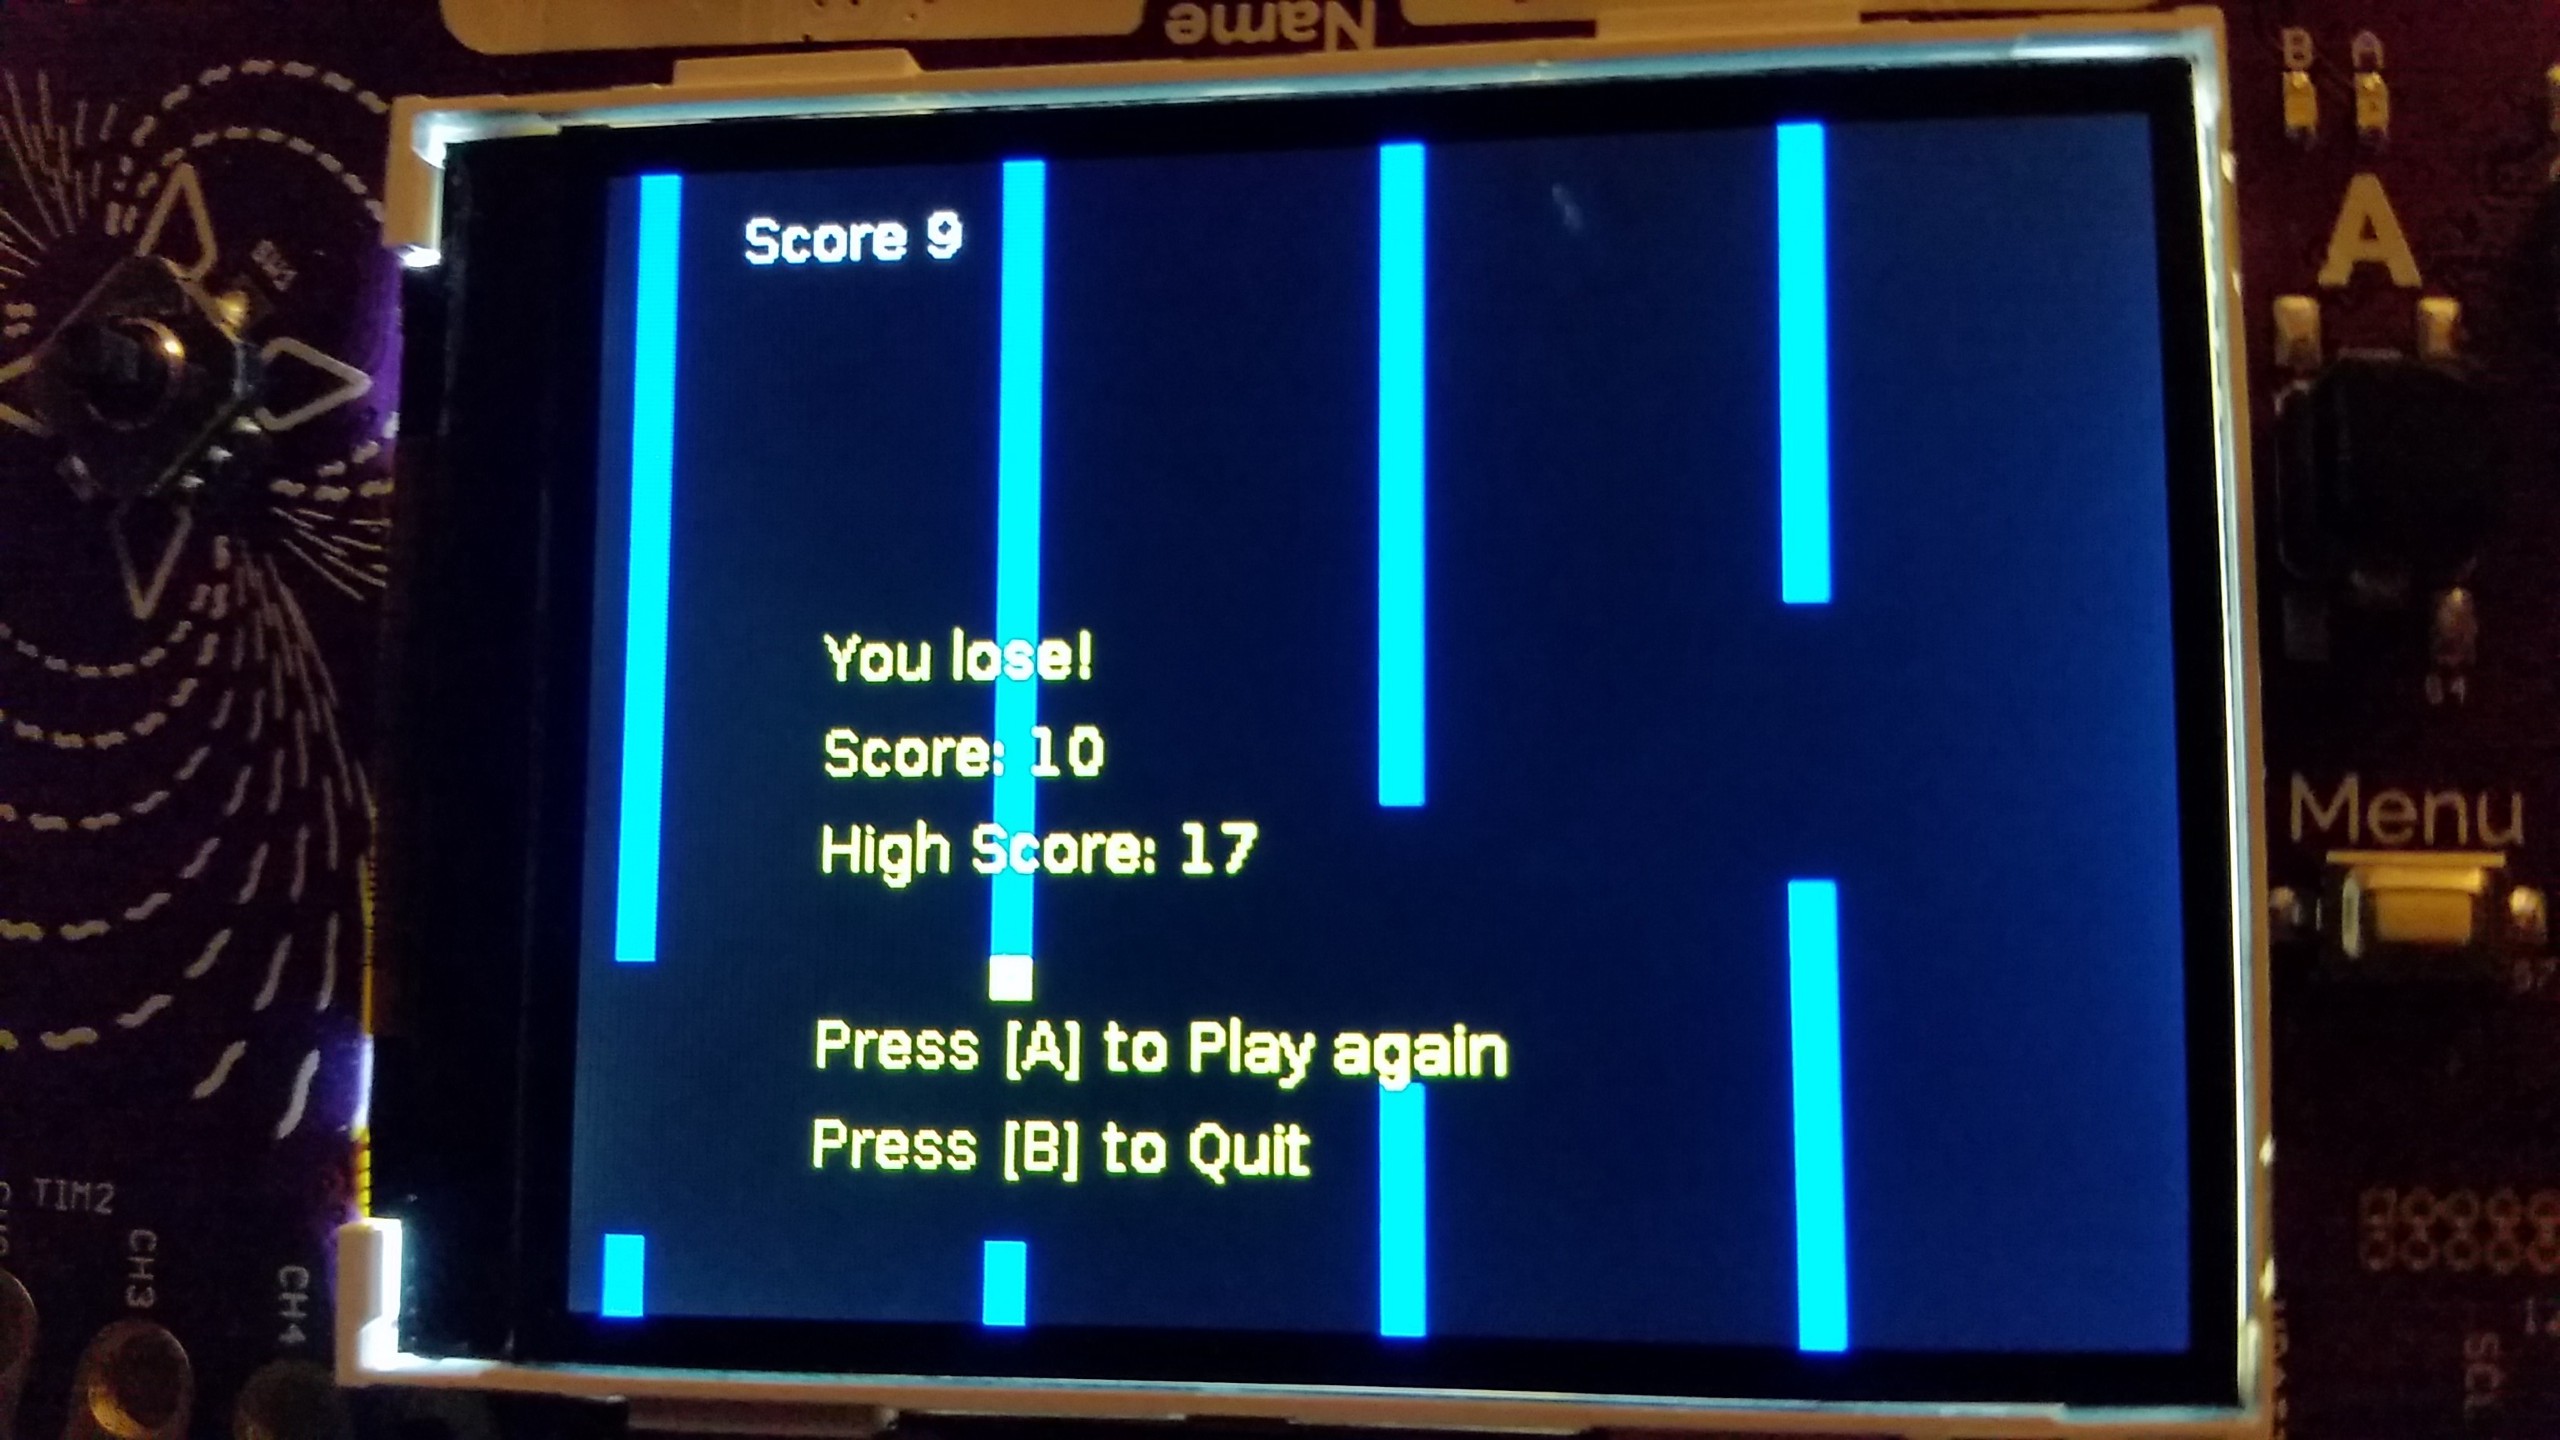 Name
B A
A
Score 9
You lose!
Score: 10
High Score: 17
Menu
Press [A] to Play again
Press [B] to Quit
TIM2
CH3
CH4